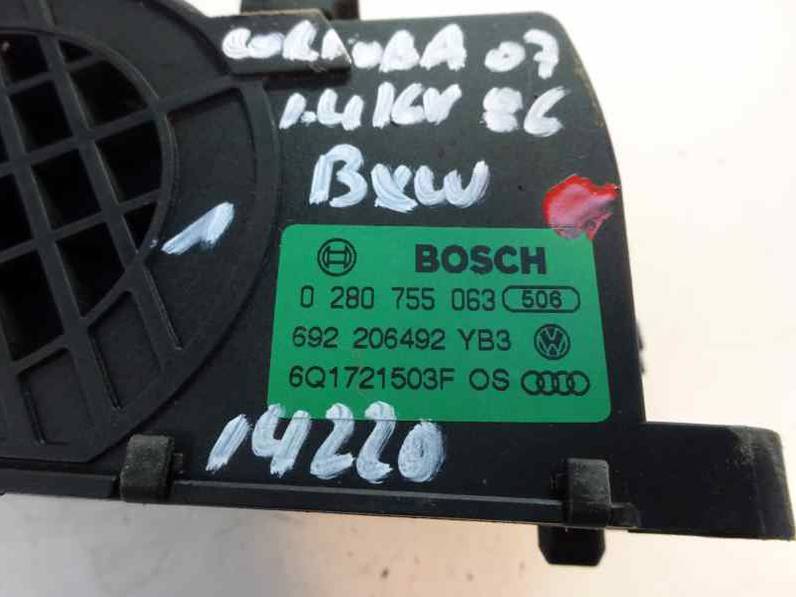 CORDOBA 07
1.4 16V 86
BXW
1
BOSCH
0 280 755 063 506
692 206492 YB3
6Q1721503F OS
14220